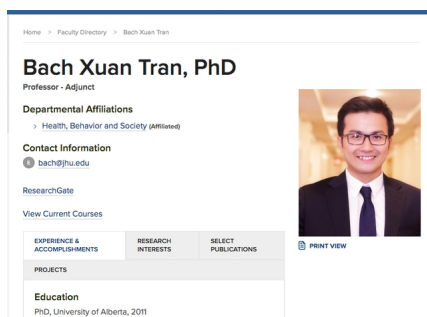 Home > Faculty Directory > Bach Xuan Tran
Bach Xuan Tran, PhD
Professor - Adjunct
Departmental Affiliations
> Health, Behavior and Society (Affiliated)
Contact Information
E bach@jhu.edu
ResearchGate
View Current Courses
PRINT VIEW
EXPERIENCE & ACCOMPLISHMENTS
RESEARCH INTERESTS
SELECT PUBLICATIONS
PROJECTS
Education
PhD, University of Alberta, 2011